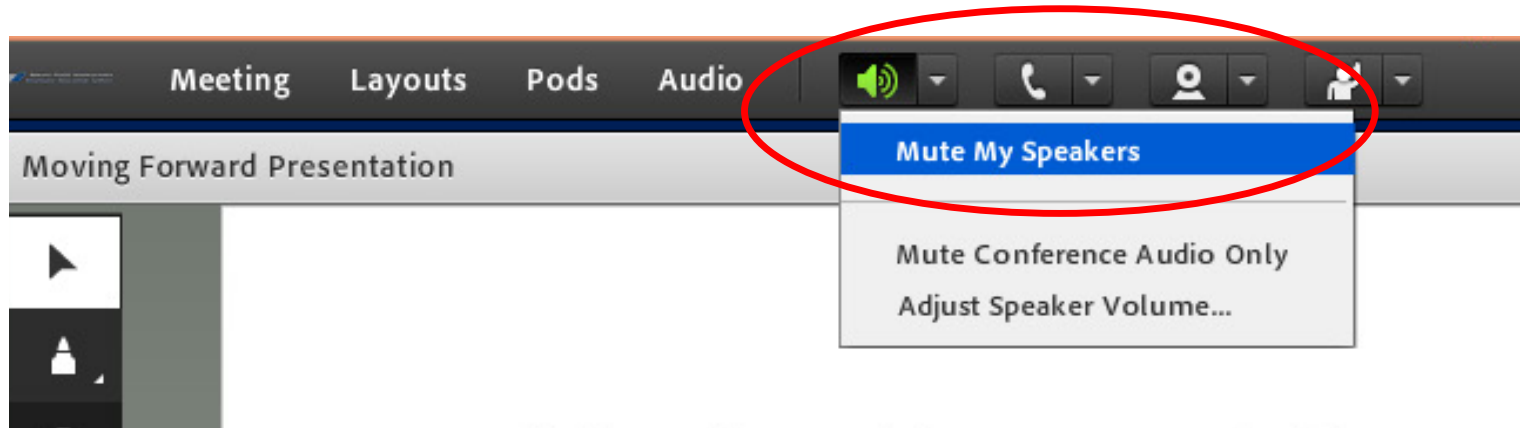 Meeting Layouts Pods Audio
Moving Forward Presentation
Mute My Speakers
Mute Conference Audio Only
Adjust Speaker Volume...